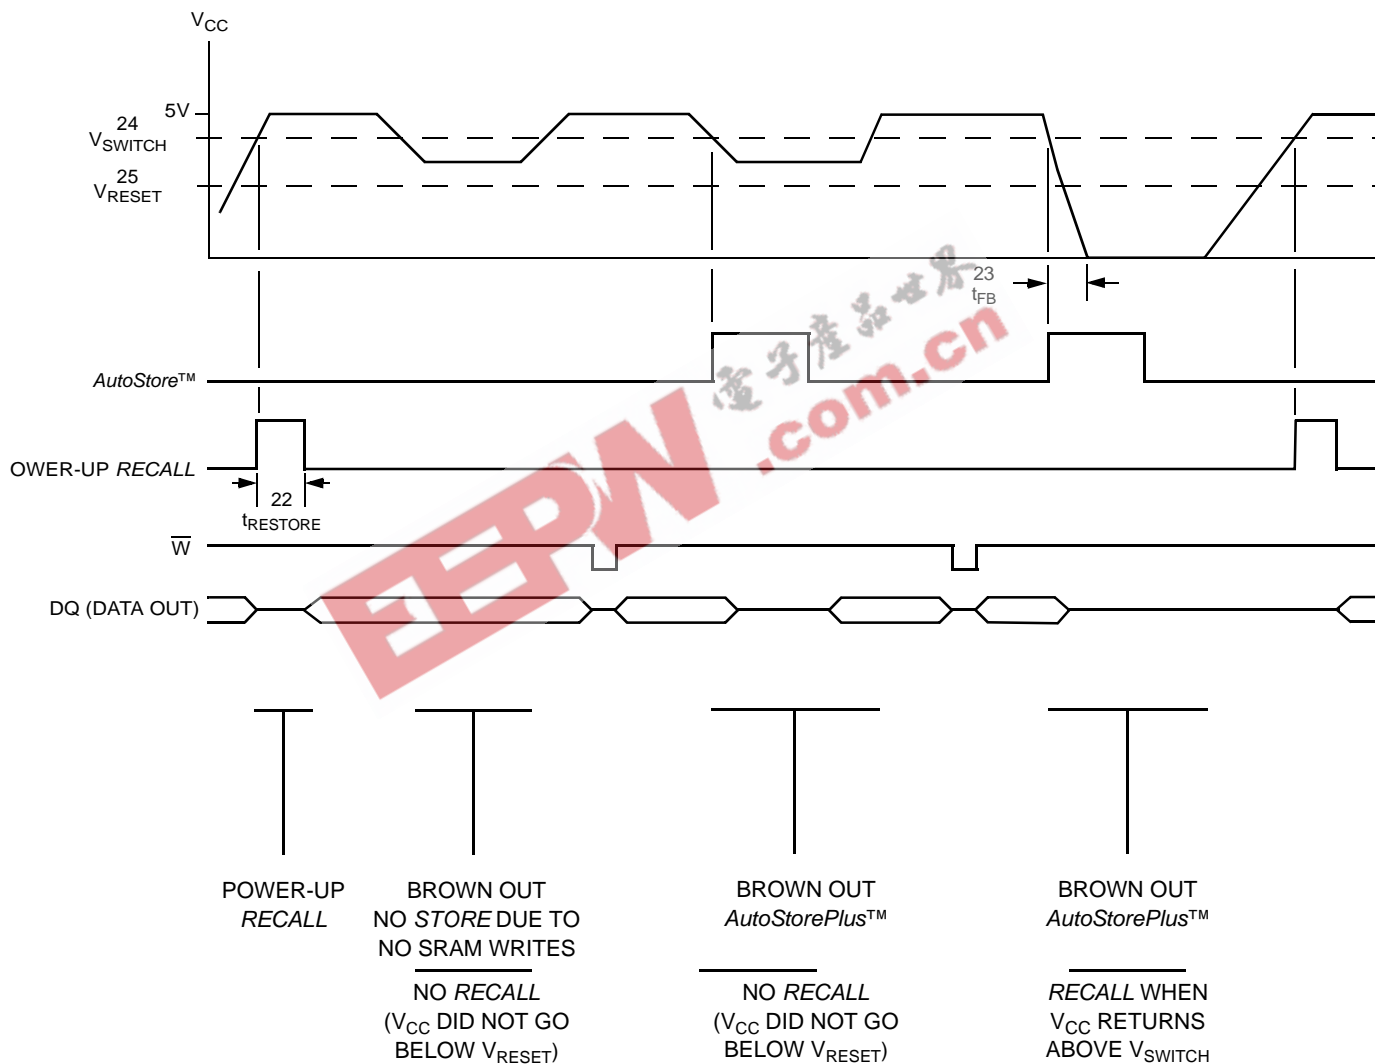 VCC
5V
24
VSWITCH
25
VRESET
23
tFB
AutoStore™
OWER-UP RECALL
22
tRESTORE
W
DQ (DATA OUT)
EEPW
.com.cn
電子産品世界
POWER-UP
RECALL
BROWN OUT
NO STORE DUE TO
NO SRAM WRITES
NO RECALL
(VCC DID NOT GO
BELOW VRESET)
BROWN OUT
AutoStorePlus™
NO RECALL
(VCC DID NOT GO
BELOW VRESET)
BROWN OUT
AutoStorePlus™
RECALL WHEN
VCC RETURNS
ABOVE VSWITCH